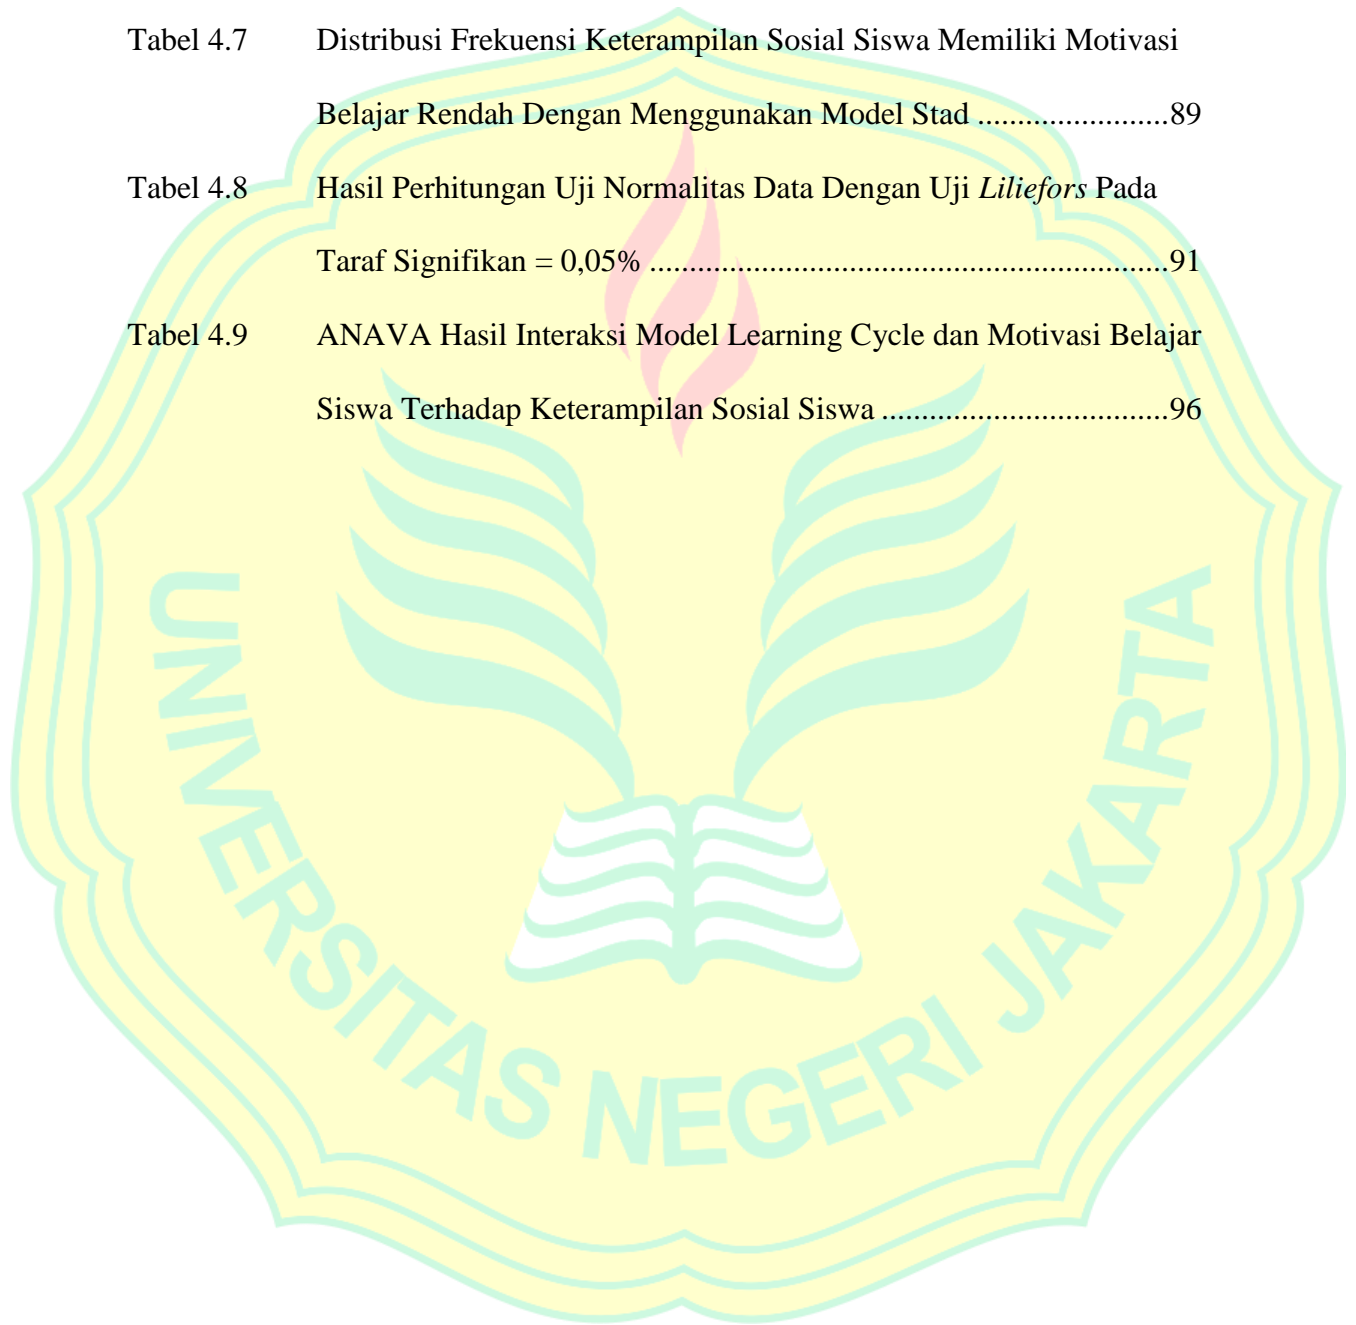 Tabel 4.7 Distribusi Frekuensi Keterampilan Sosial Siswa Memiliki Motivasi
Belajar Rendah Dengan Menggunakan Model Stad ........................89
Tabel 4.8 Hasil Perhitungan Uji Normalitas Data Dengan Uji Liliefors Pada
Taraf Signifikan = 0,05% .................................................................91
Tabel 4.9 ANAVA Hasil Interaksi Model Learning Cycle dan Motivasi Belajar
Siswa Terhadap Keterampilan Sosial Siswa ....................................96
UNIVERSITAS NEGERI JAKARTA